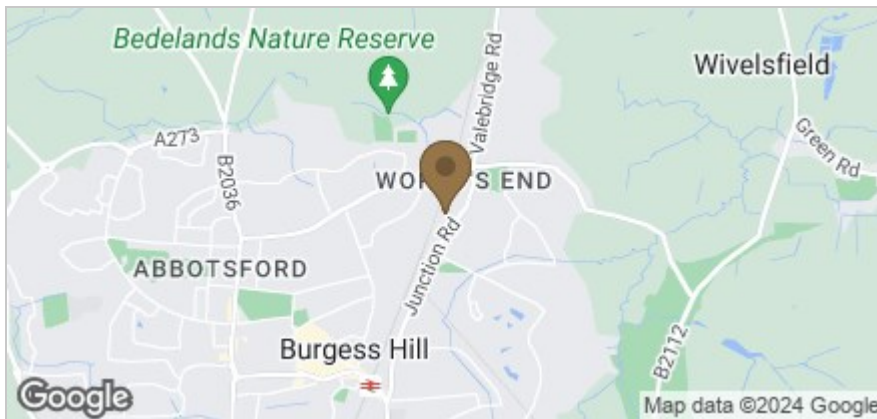 Bedelands Nature Reserve
Valebridge Rd
Wivelsfield
A273
B2036
Green Rd
'S END
ABBOTSFORD
Junction Rd
Burgess Hill
B2112
Google
Map data ©2024 Google